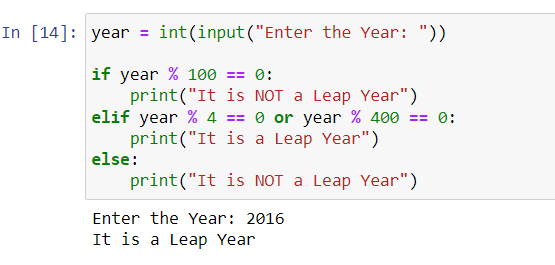 In [14]: year = int(input("Enter the Year: "))
if year % 100 == 0:
    print("It is NOT a Leap Year")
elif year % 4 == 0 or year % 400 == 0:
    print("It is a Leap Year")
else:
    print("It is NOT a Leap Year")
Enter the Year: 2016
It is a Leap Year